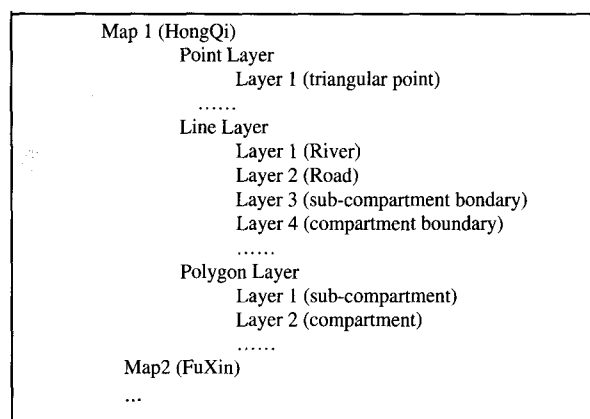 Map 1 (HongQi)
Point Layer
Layer 1 (triangular point)
......
Line Layer
Layer 1 (River)
Layer 2 (Road)
Layer 3 (sub-compartment bondary)
Layer 4 (compartment boundary)
......
Polygon Layer
Layer 1 (sub-compartment)
Layer 2 (compartment)
......
Map2 (FuXin)
...